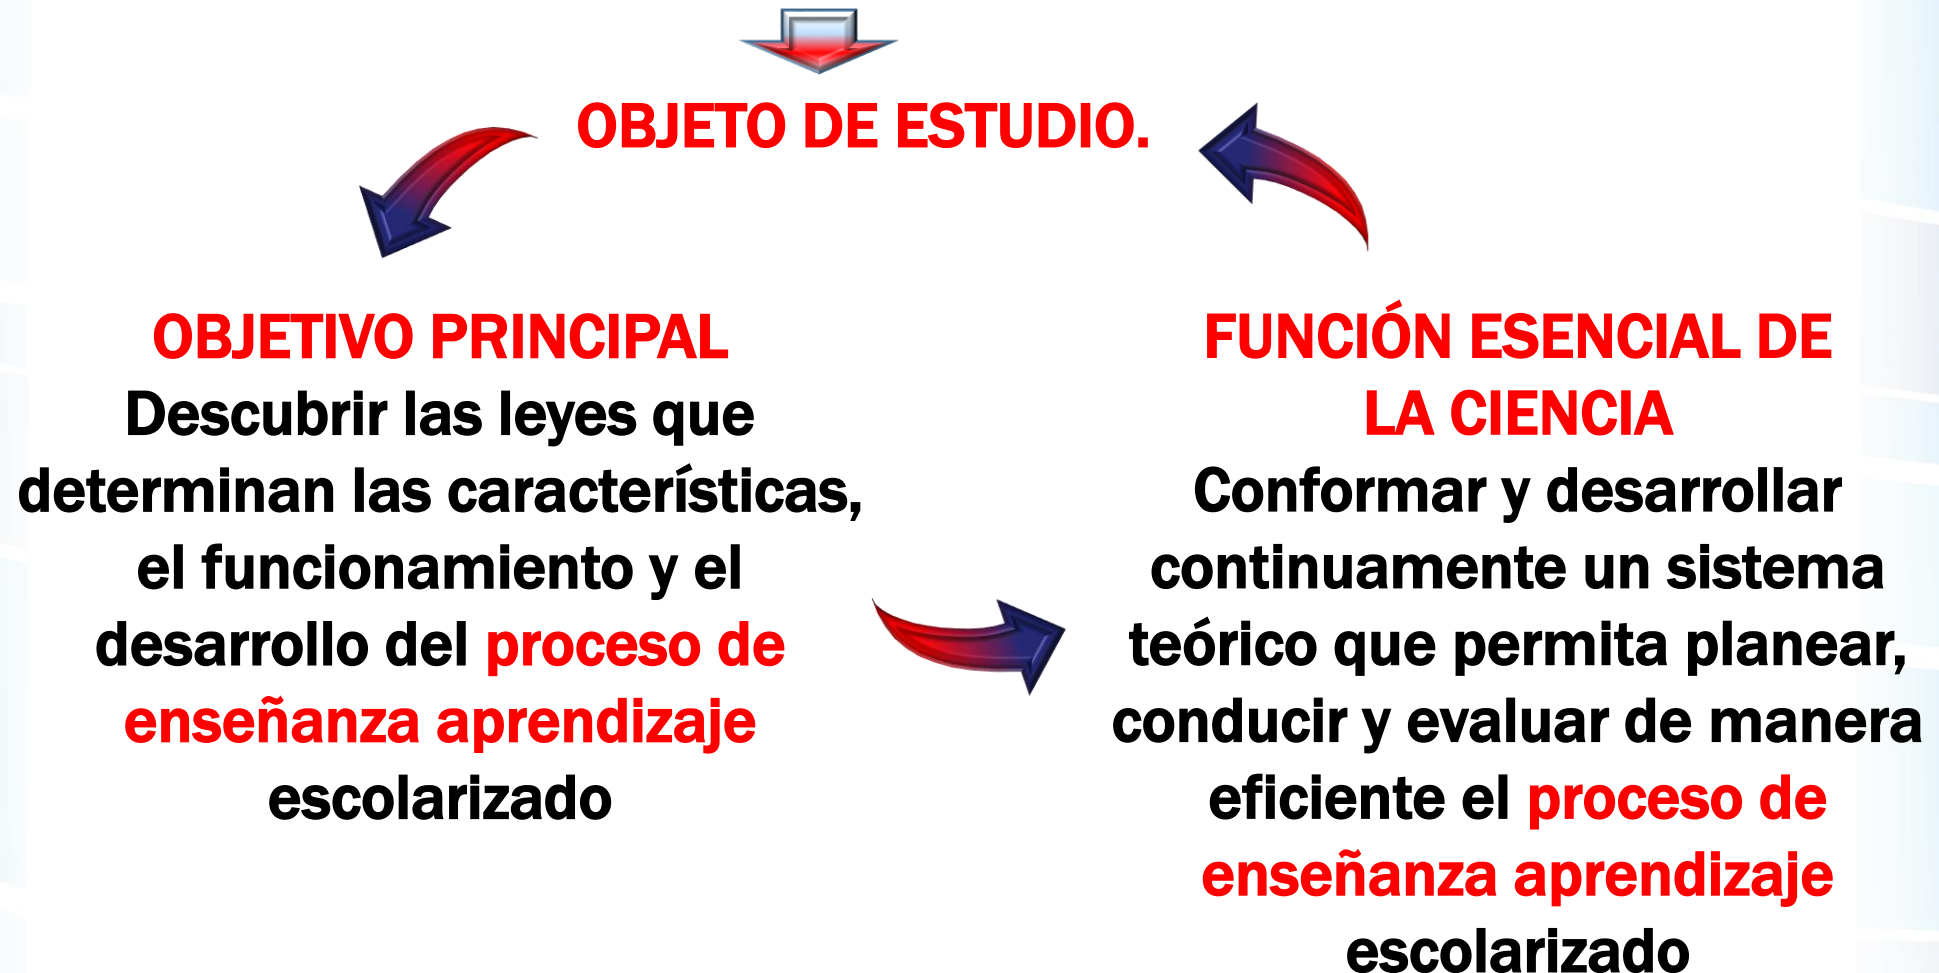 OBJETO DE ESTUDIO.
OBJETIVO PRINCIPAL
Descubrir las leyes que
determinan las características,
el funcionamiento y el
desarrollo del proceso de
enseñanza aprendizaje
escolarizado
FUNCIÓN ESENCIAL DE
LA CIENCIA
Conformar y desarrollar
continuamente un sistema
teórico que permita planear,
conducir y evaluar de manera
eficiente el proceso de
enseñanza aprendizaje
escolarizado